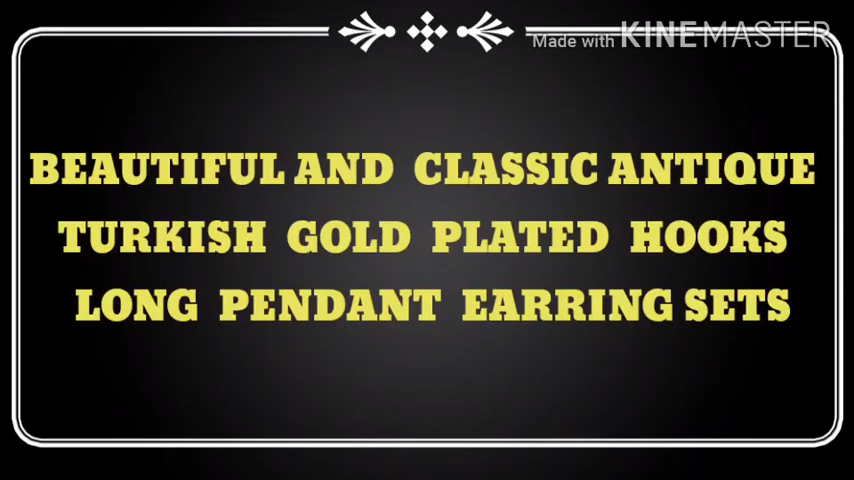 Made with KINEMASTER
BEAUTIFUL AND CLASSIC ANTIQUE
TURKISH GOLD PLATED HOOKS
LONG PENDANT EARRING SETS